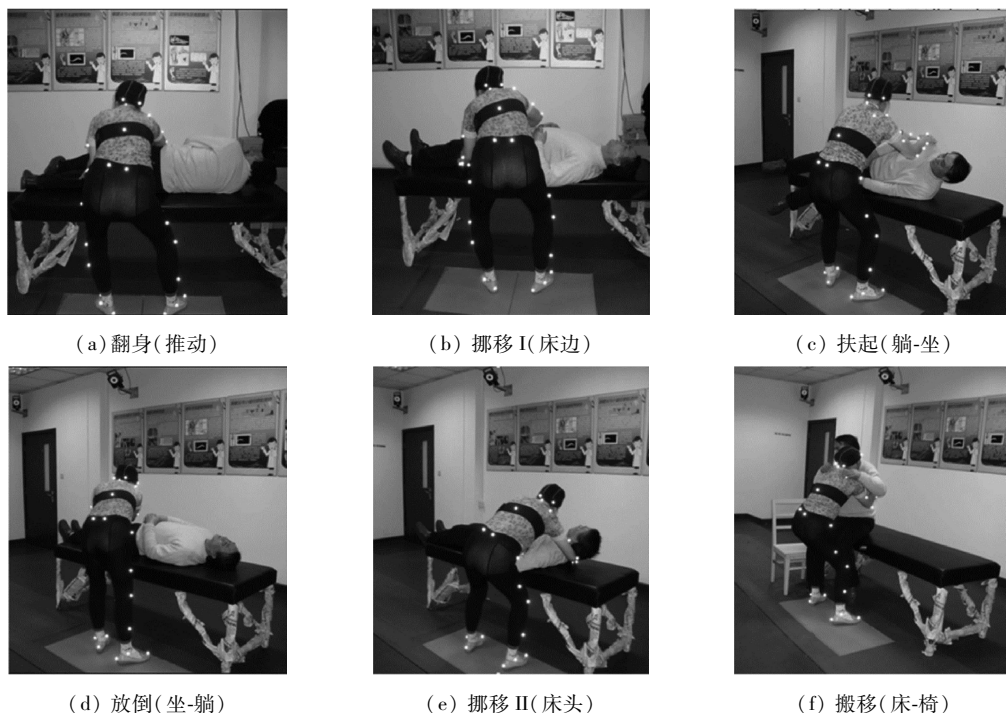 (a)翻身(推动)
(b) 挪移 I(床边)
(c) 扶起(躺-坐)
(d) 放倒(坐-躺)
(e) 挪移 II(床头)
(f) 搬移(床-椅)